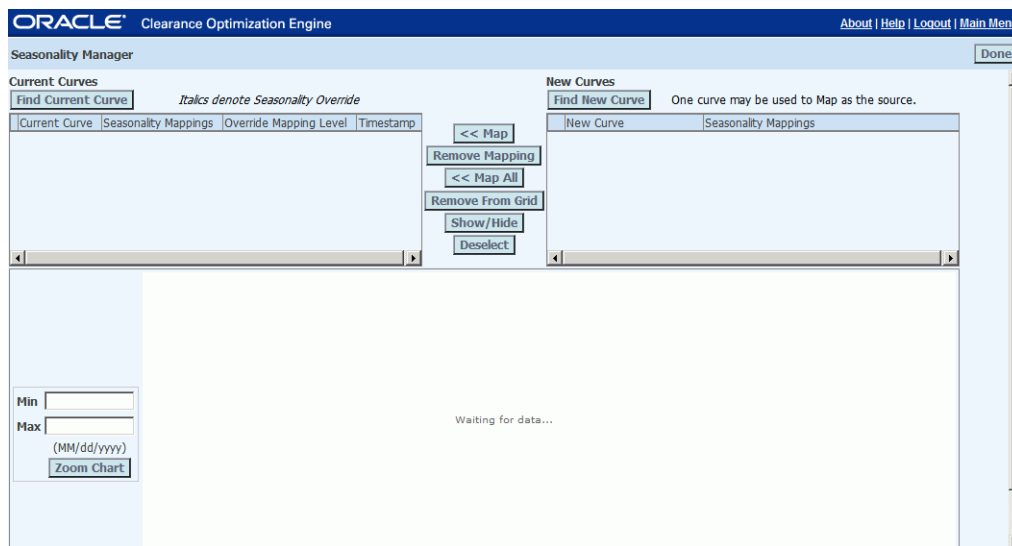 ORACLE Clearance Optimization Engine About | Help | Logout | Main Men
Seasonality Manager Done
Current Curves New Curves
Find Current Curve Italics denote Seasonality Override Find New Curve One curve may be used to Map as the source.
Current Curve Seasonality Mappings Override Mapping Level Timestamp New Curve Seasonality Mappings
<< Map
Remove Mapping
<< Map All
Remove From Grid
Show/Hide
Deselect
Min
Max
(MM/dd/yyyy)
Zoom Chart
Waiting for data...